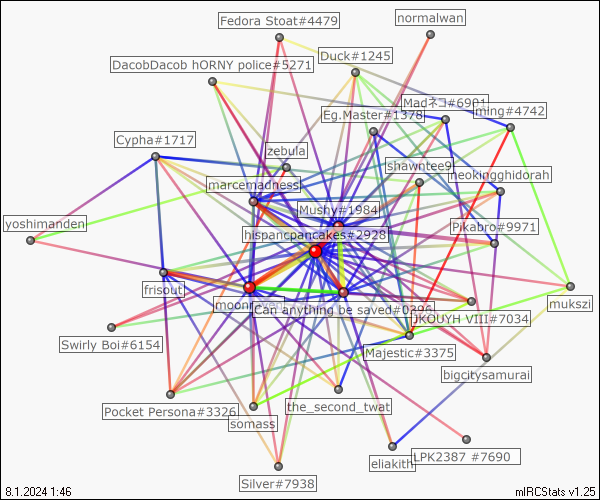 Fedora Stoat#4479
normalwan
Duck#1245
DacobDacob hORNY police#5271
Madネコ#6901
ming#4742
Eg.Master#1378
Cypha#1717
zebula
shawntee9
neokingghidorah
marcemadness
Mushy#1984
yoshimanden
Pikabro#9971
hispancpancakes#2928
frisout
mukszi
Can anything be saved#0396
JKOUYH VIII#7034
Swirly Boi#6154
Majestic#3375
bigcitysamurai
Pocket Persona#3326
the_second_twat
somass
eliakith
LPK2387 #7690
Silver#7938
8.1.2024 1:46
mIRCStats v1.25